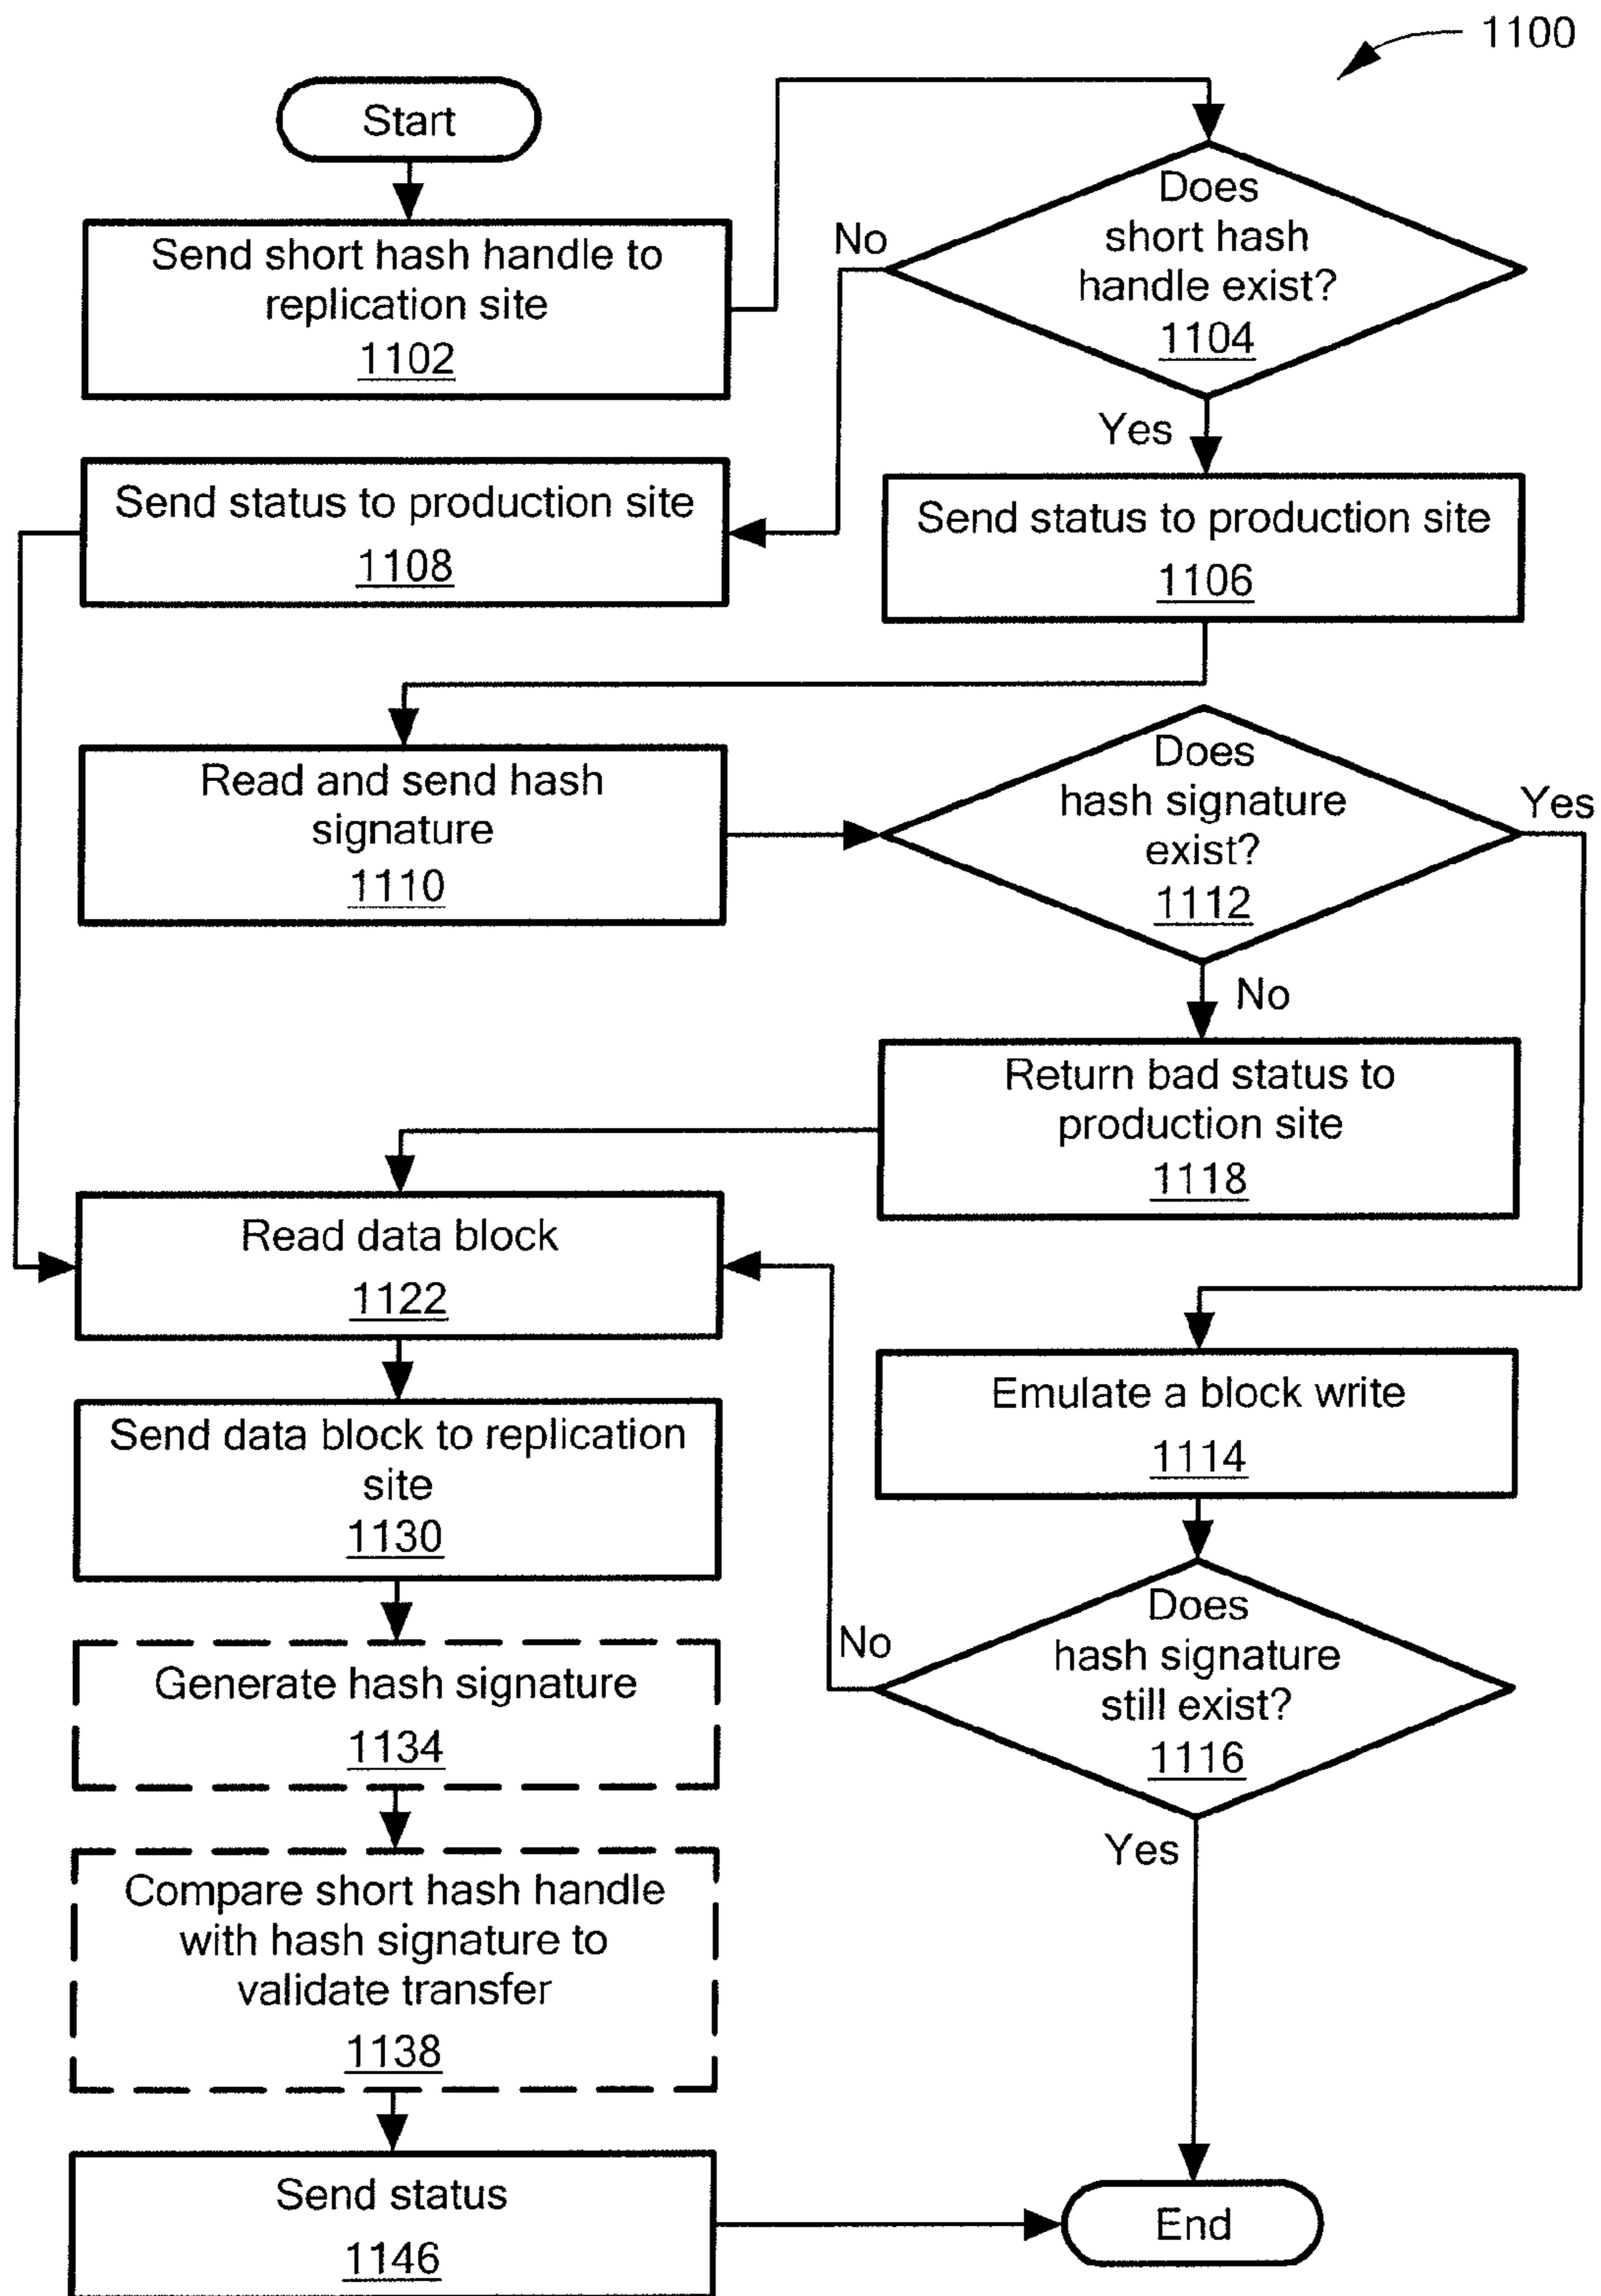 1100
Start
Send short hash handle to
replication site
1102
Does
short hash
handle exist?
1104
No
Yes
Send status to production site
1108
Send status to production site
1106
Read and send hash
signature
1110
Does
hash signature
exist?
1112
Yes
No
Return bad status to
production site
1118
Read data block
1122
Emulate a block write
1114
Send data block to replication
site
1130
Does
hash signature
still exist?
1116
No
Yes
Generate hash signature
1134
Compare short hash handle
with hash signature to
validate transfer
1138
Send status
1146
End